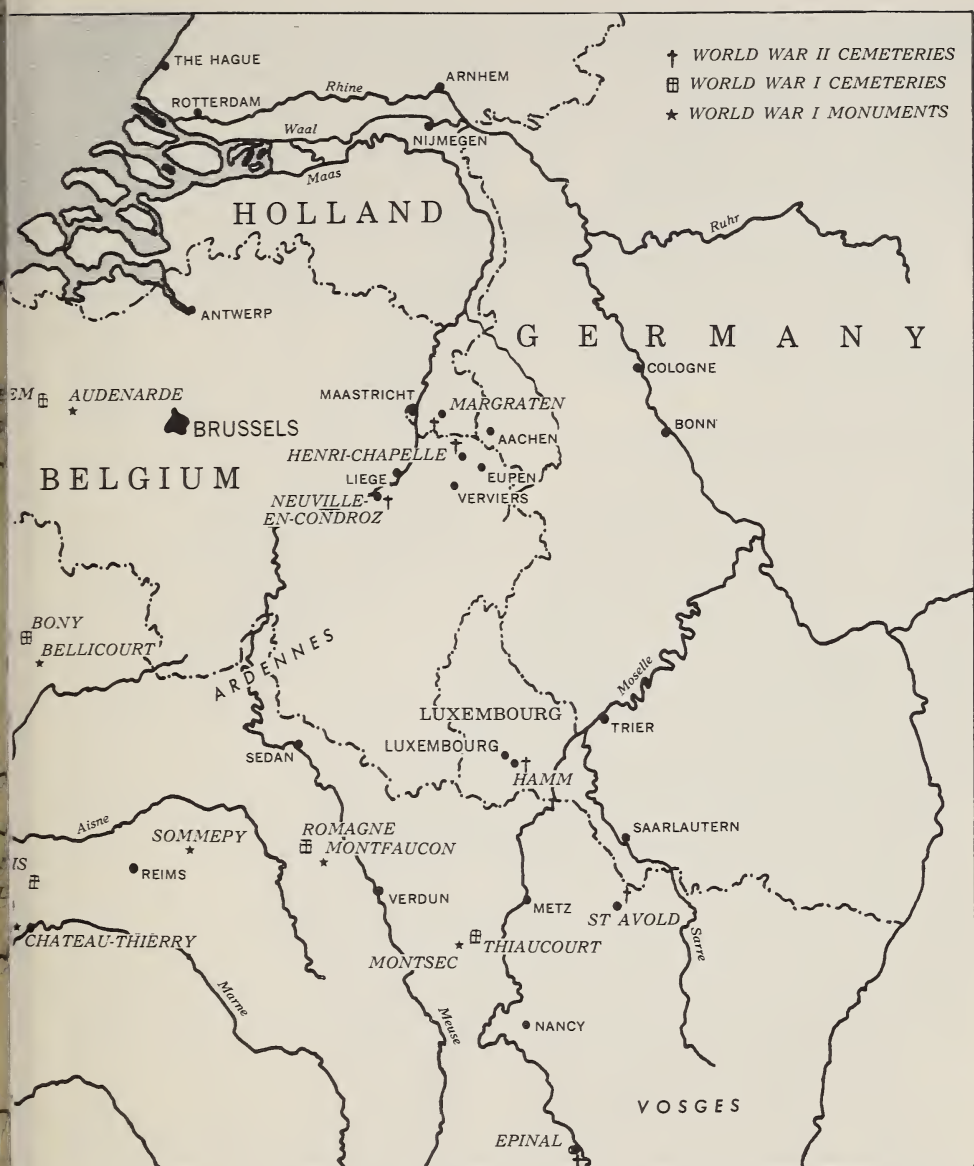 THE HAGUE
ARNHEM
† WORLD WAR II CEMETERIES
WORLD WAR I CEMETERIES
★ WORLD WAR I MONUMENTS
ROTTERDAM
Rhine
Waal
NIJMEGEN
Maas
HOLLAND
Ruhr
ANTWERP
GERMANY
COLOGNE
EM
AUDENARDE
MAASTRICHT
MARGRATEN
BRUSSELS
AACHEN
BONN
HENRI-CHAPELLE
BELGIUM
LIEGE
EUPEN
NEUVILLE-
EN-CONDROZ
VERVIERS
BONY
BELLICOURT
ARDENNES
Moselle
LUXEMBOURG
TRIER
LUXEMBOURG
SEDAN
HAMM
Aisne
SOMMEPY
ROMAGNE
MONTFAUCON
SAARLAUTERN
IS
REIMS
VERDUN
METZ
ST AVOLD
CHATEAU-THIERRY
THIAUCOURT
MONTSEC
Sarre
Marne
Meuse
NANCY
VOSGES
EPINAL